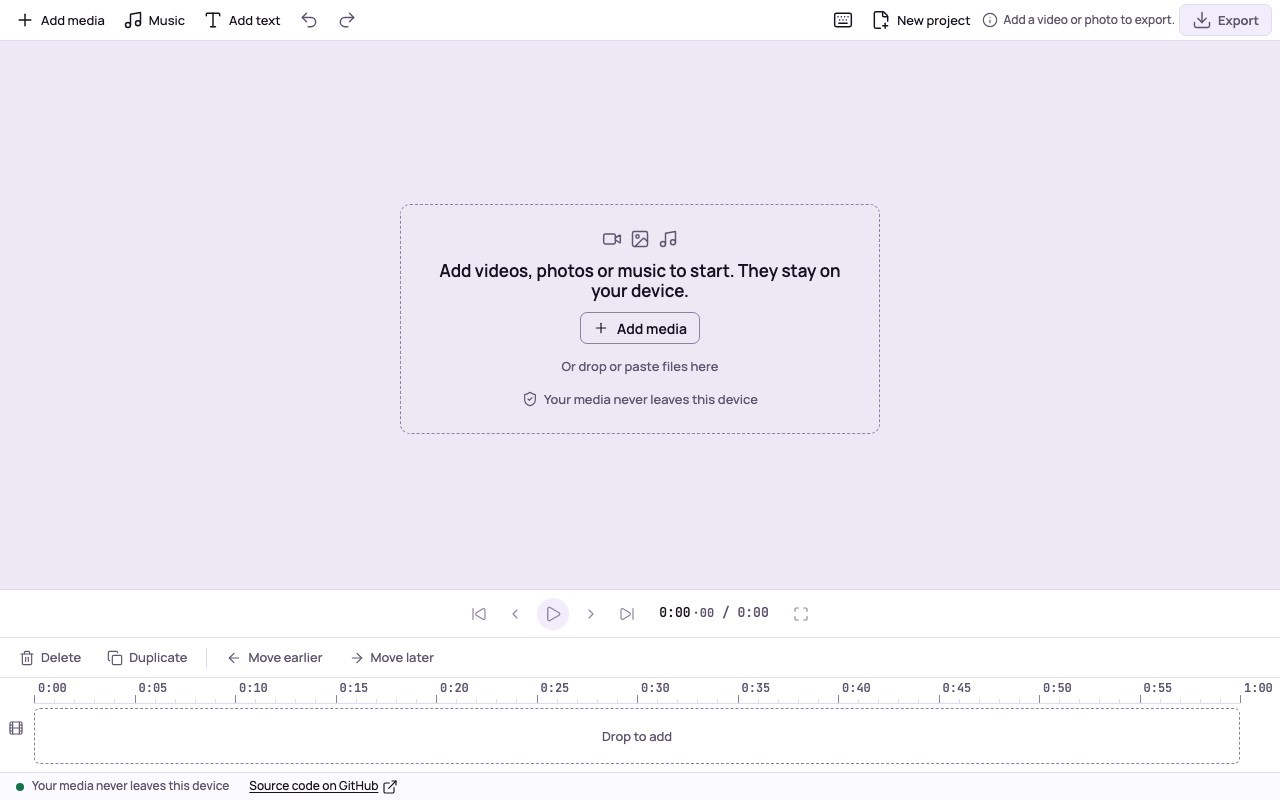 Add media
Music
Add text
New project
Add a video or photo to export.
Export
Add videos, photos or music to start. They stay on
your device.
Add media
Or drop or paste files here
Your media never leaves this device
0:00·00 / 0:00
Delete
Duplicate
Move earlier
Move later
0:00 0:05 0:10 0:15 0:20 0:25 0:30 0:35 0:40 0:45 0:50 0:55 1:00
Drop to add
Your media never leaves this device
Source code on GitHub